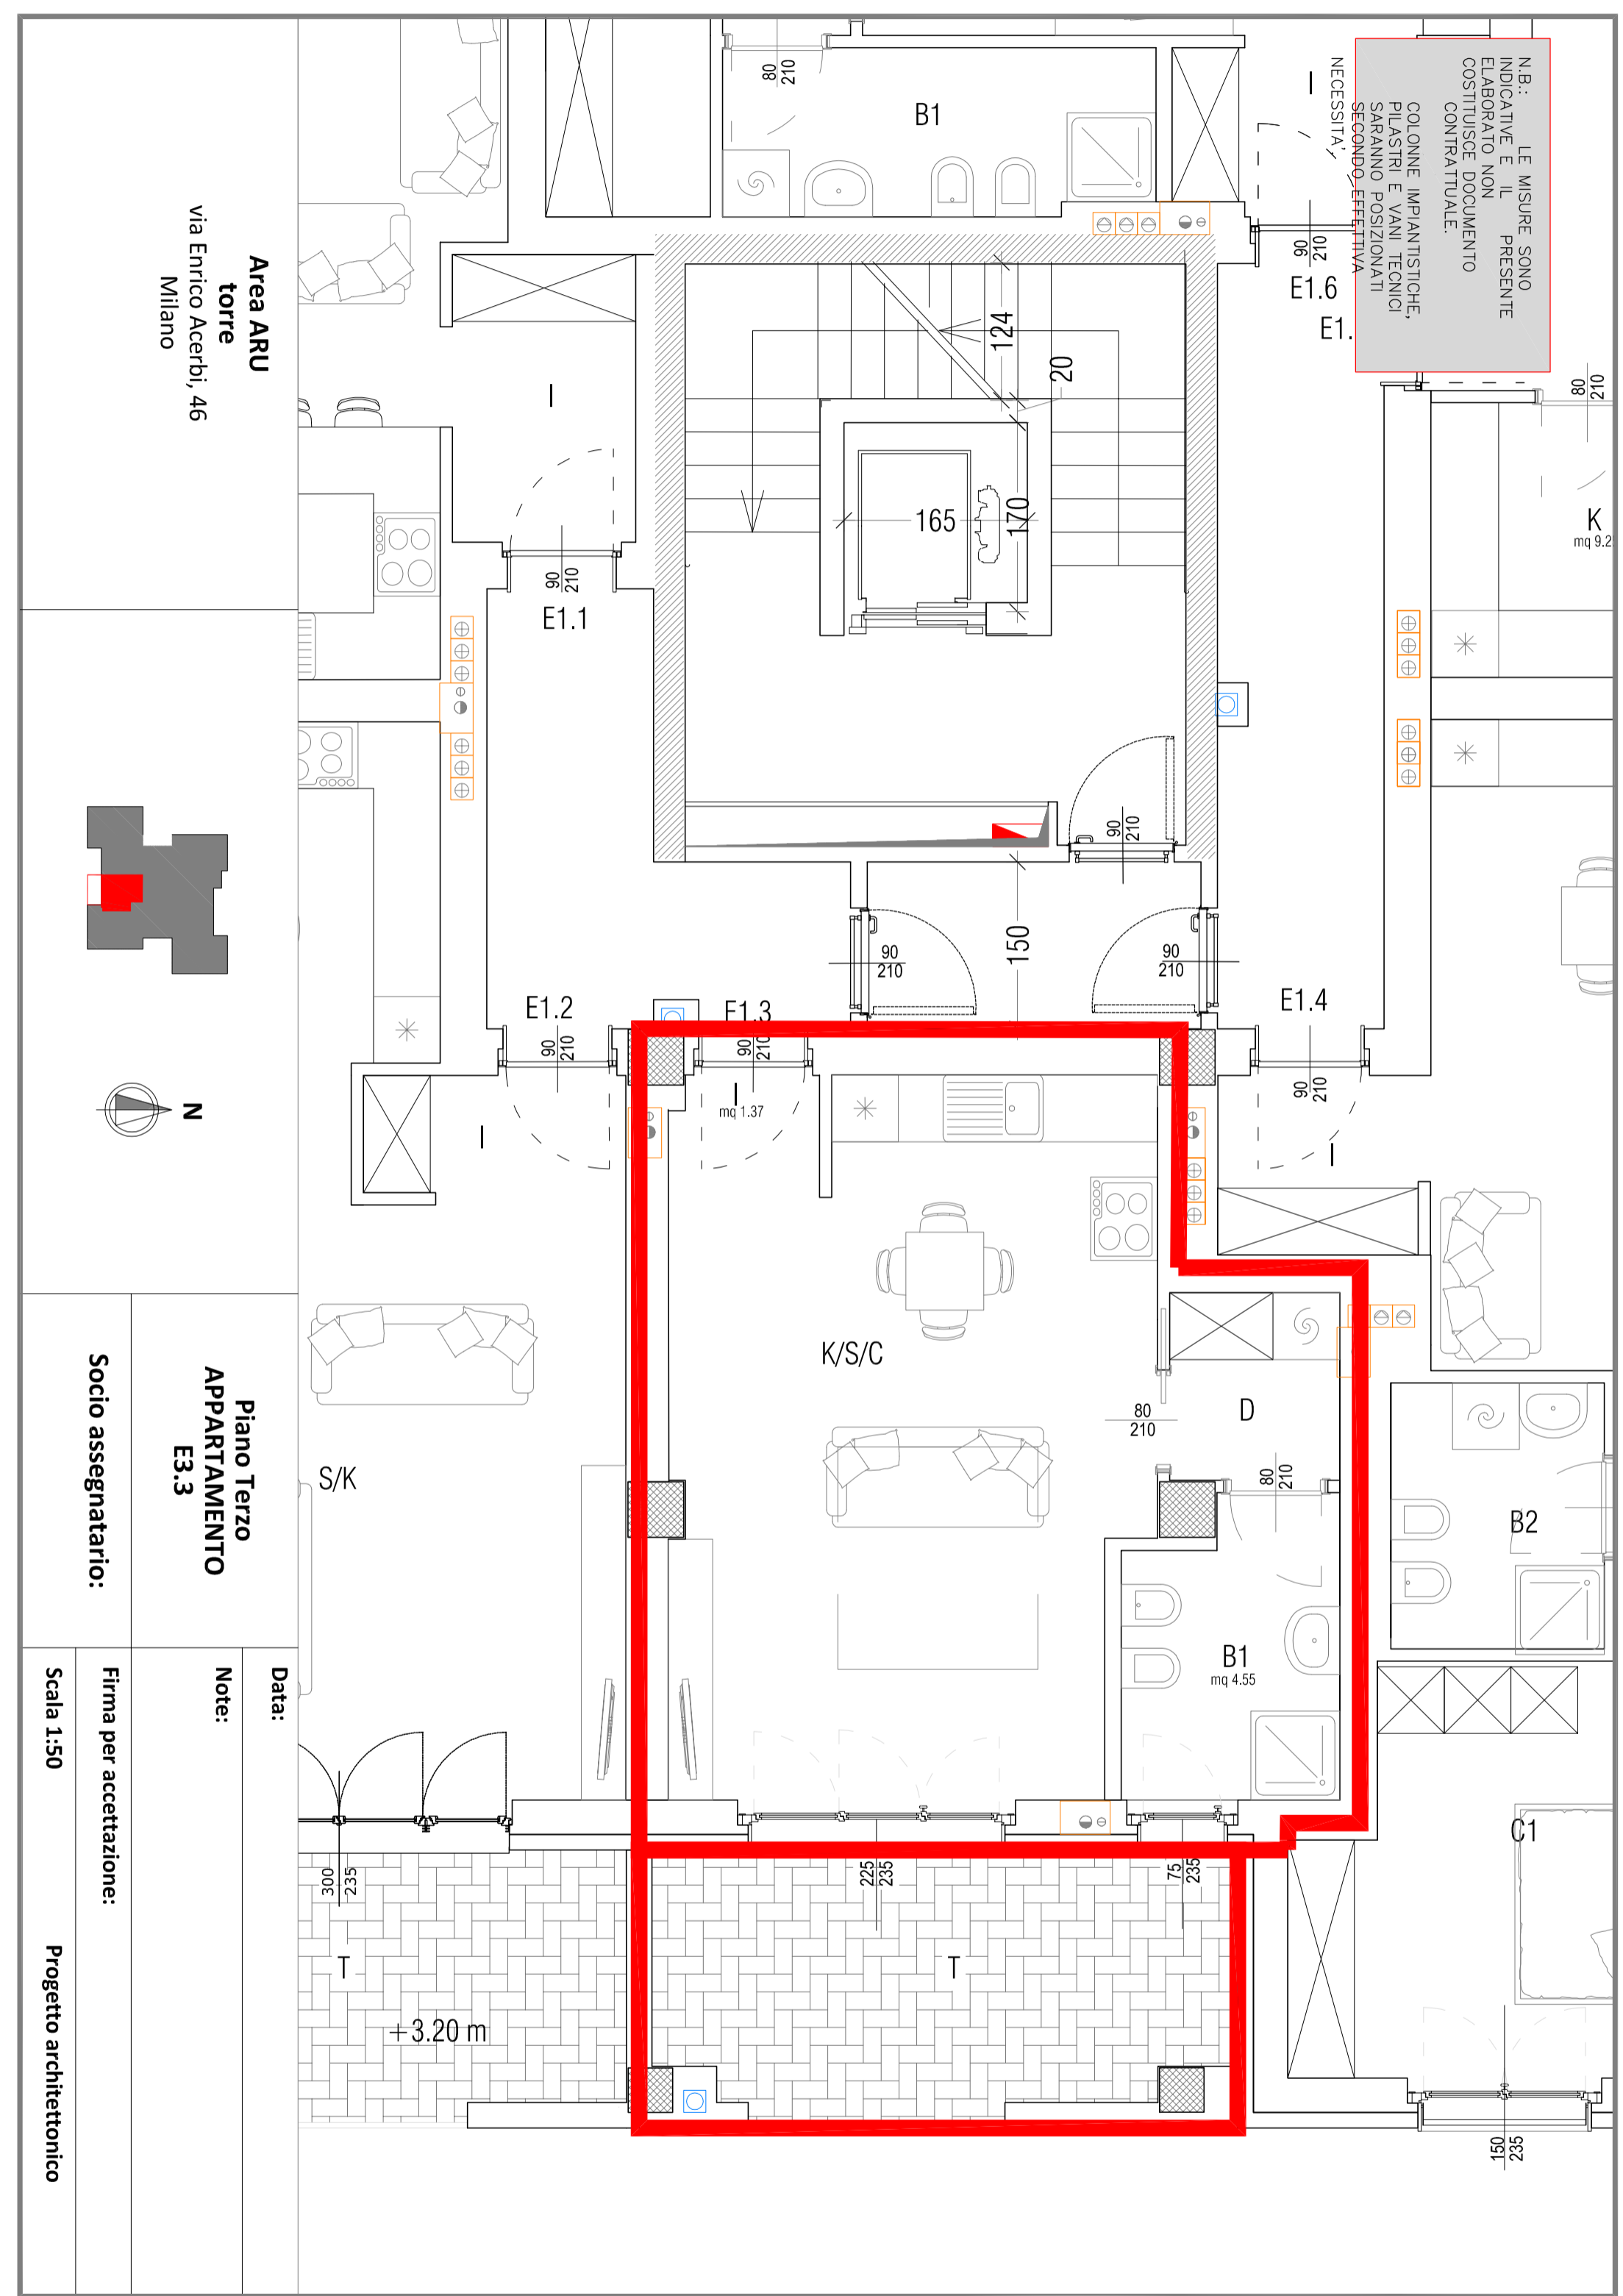 N.B.: LE MISURE SONO
INDICATIVE E IL PRESENTE
ELABORATO NON
COSTITUISCE DOCUMENTO
CONTRATTUALE.
COLONNE IMPIANTISTICHE,
PILASTRI E VANI TECNICI
SARANNO POSIZIONATI
SECONDO EFFETTIVA
NECESSITA'
80
210
B1
I
90
210
E1.6
E1.
80
210
K
mq 9.2
124
20
165
170
I
90
210
E1.1
90
210
150
90
210
90
210
E1.2
E1.3
E1.4
90
210
90
210
90
210
I
I
mq 1.37
I
K/S/C
80
210
D
80
210
S/K
B2
B1
mq 4.55
C1
300
235
225
235
75
235
T
T
+3.20 m
150
235
Area ARU
torre
via Enrico Acerbi, 46
Milano
N
Piano Terzo
APPARTAMENTO
E3.3
Socio assegnatario:
Data:
Note:
Firma per accettazione:
Scala 1:50
Progetto architettonico